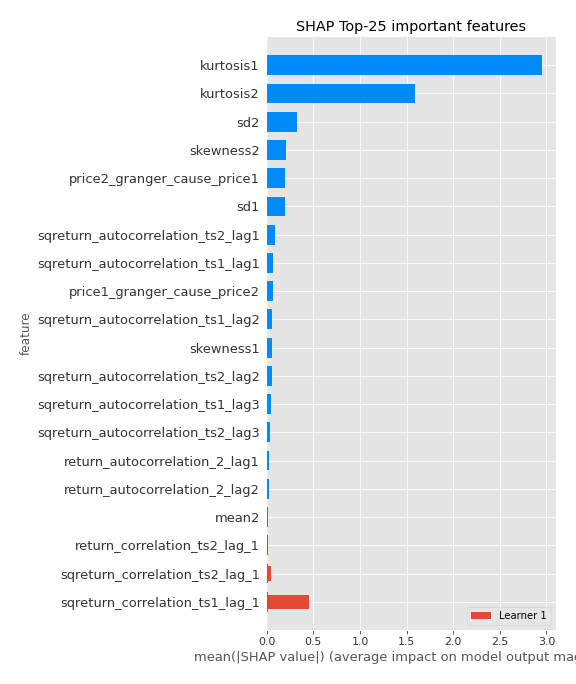 SHAP Top-25 important features
kurtosis1
kurtosis2
sd2
skewness2
price2_granger_cause_price1
sd1
sqreturn_autocorrelation_ts2_lag1
sqreturn_autocorrelation_ts1_lag1
price1_granger_cause_price2
sqreturn_autocorrelation_ts1_lag2
skewness1
sqreturn_autocorrelation_ts2_lag2
sqreturn_autocorrelation_ts1_lag3
sqreturn_autocorrelation_ts2_lag3
return_autocorrelation_2_lag1
return_autocorrelation_2_lag2
mean2
return_correlation_ts2_lag_1
sqreturn_correlation_ts2_lag_1
sqreturn_correlation_ts1_lag_1
feature
Learner 1
0.0 0.5 1.0 1.5 2.0 2.5 3.0
mean(|SHAP value|) (average impact on model output mag